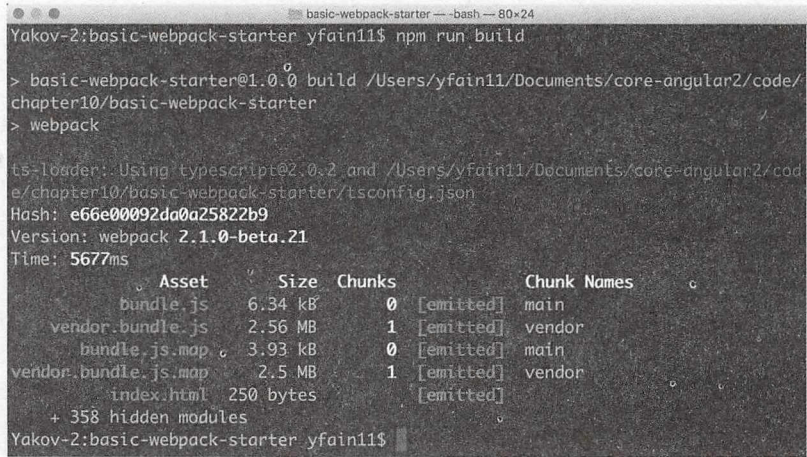 basic-webpack-starter — -bash — 80×24
Yakov-2:basic-webpack-starter yfain11$ npm run build
> basic-webpack-starter@1.0.0 build /Users/yfain11/Documents/core-angular2/code/
chapter10/basic-webpack-starter
> webpack
ts-loader: Using typescript@2.0.2 and /Users/yfain11/Documents/core-angular2/cod
e/chapter10/basic-webpack-starter/tsconfig.json
Hash: e66e00092da0a25822b9
Version: webpack 2.1.0-beta.21
Time: 5677ms
Asset Size Chunks Chunk Names
bundle.js 6.34 kB 0 [emitted] main
vendor.bundle.js 2.56 MB 1 [emitted] vendor
bundle.js.map 3.93 kB 0 [emitted] main
vendor.bundle.js.map 2.5 MB 1 [emitted] vendor
index.html 250 bytes [emitted]
+ 358 hidden modules
Yakov-2:basic-webpack-starter yfain11$